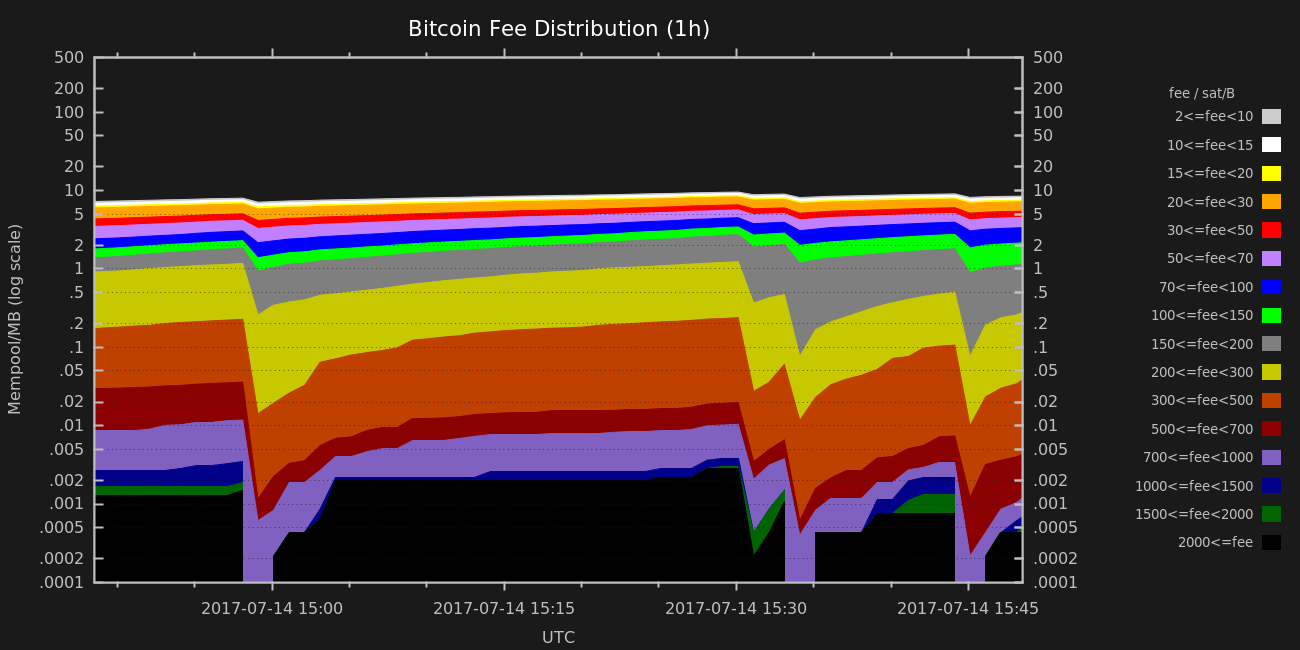 Bitcoin Fee Distribution (1h)
500 500
200 200
100 100
50 50
20 20
10 10
5 5
2 2
1 1
.5 .5
.2 .2
.1 .1
.05 .05
.02 .02
.01 .01
.005 .005
.002 .002
.001 .001
.0005 .0005
.0002 .0002
.0001 .0001
Mempool/MB (log scale)
2017-07-14 15:00 2017-07-14 15:15 2017-07-14 15:30 2017-07-14 15:45
UTC
fee / sat/B
2<=fee<10
10<=fee<15
15<=fee<20
20<=fee<30
30<=fee<50
50<=fee<70
70<=fee<100
100<=fee<150
150<=fee<200
200<=fee<300
300<=fee<500
500<=fee<700
700<=fee<1000
1000<=fee<1500
1500<=fee<2000
2000<=fee